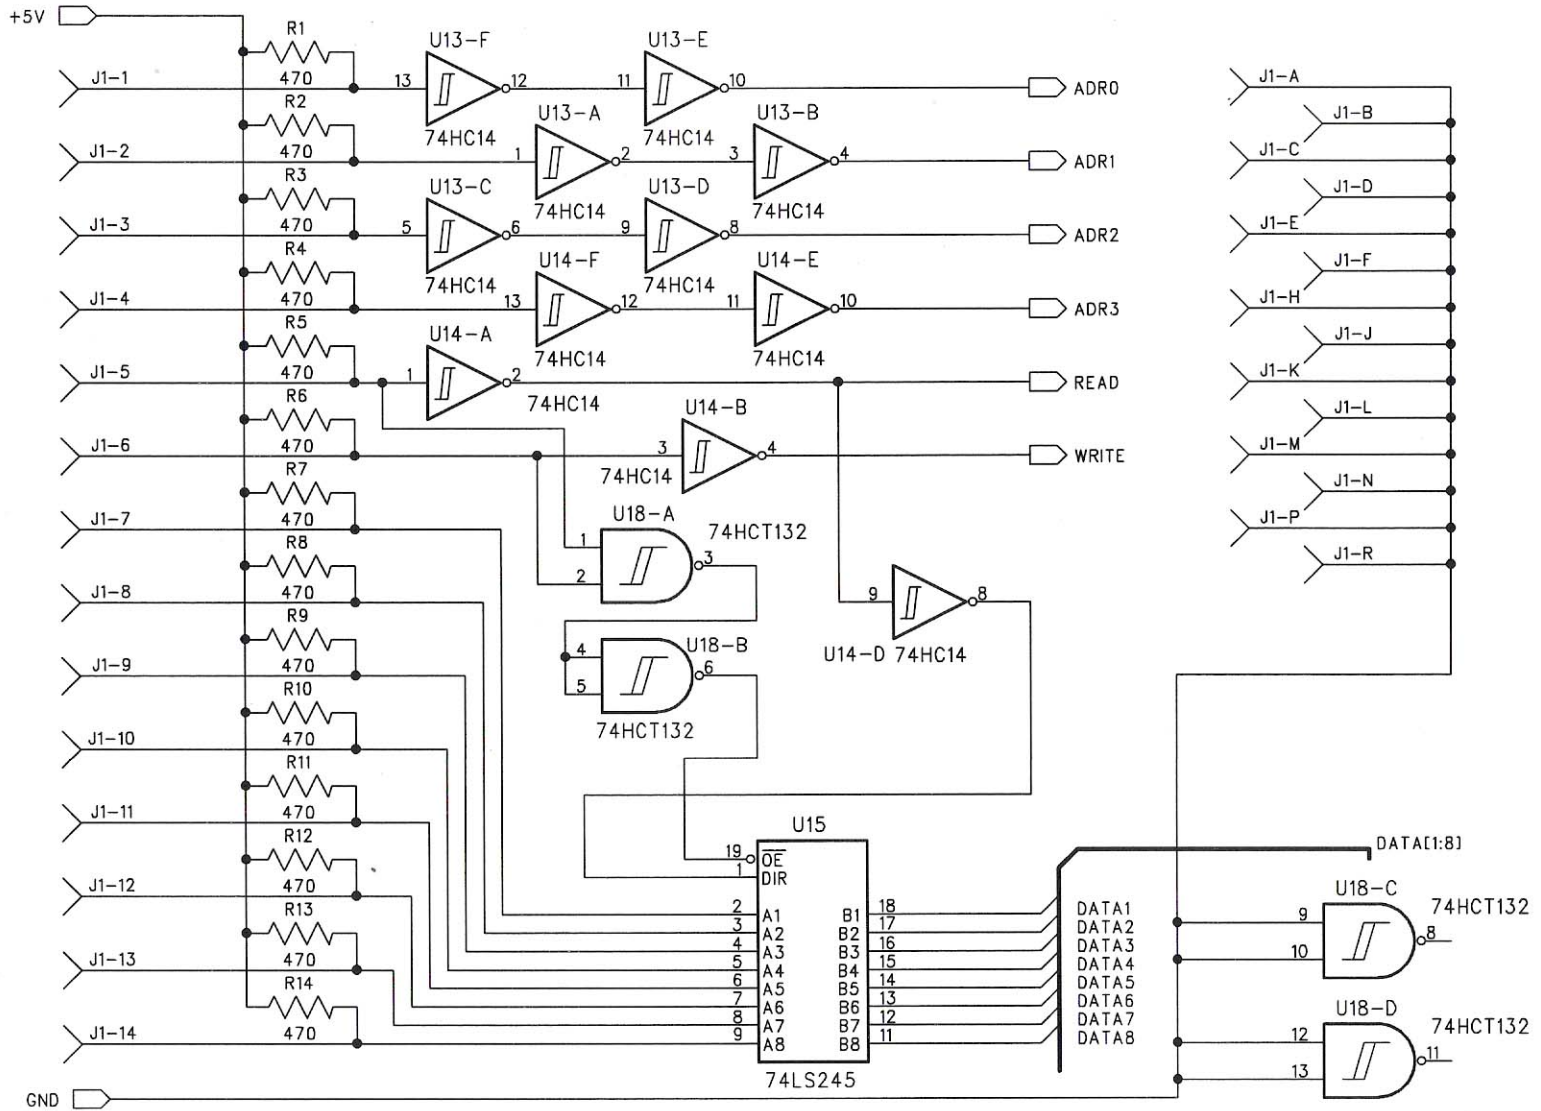 +5V
R1
470
J1-1
R2
470
J1-2
R3
470
J1-3
R4
470
J1-4
R5
470
J1-5
R6
470
J1-6
R7
470
J1-7
R8
470
J1-8
R9
470
J1-9
R10
470
J1-10
R11
470
J1-11
R12
470
J1-12
R13
470
J1-13
R14
470
J1-14
GND
U13-F
13
12
74HC14
U13-E
11
10
ADR0
U13-A
1
2
74HC14
U13-B
3
4
74HC14
ADR1
U13-C
5
6
74HC14
U13-D
9
8
74HC14
ADR2
U14-F
13
12
74HC14
U14-E
11
10
74HC14
ADR3
U14-A
1
2
74HC14
READ
U14-B
3
4
74HC14
WRITE
U18-A
74HCT132
1
2
3
U18-B
4
5
6
74HCT132
9
8
U14-D 74HC14
U15
19 OE
1 DIR
2 A1
3 A2
4 A3
5 A4
6 A5
7 A6
8 A7
9 A8
B1 18
B2 17
B3 16
B4 15
B5 14
B6 13
B7 12
B8 11
74LS245
DATA[1:8]
DATA1
DATA2
DATA3
DATA4
DATA5
DATA6
DATA7
DATA8
J1-A
J1-B
J1-C
J1-D
J1-E
J1-F
J1-H
J1-J
J1-K
J1-L
J1-M
J1-N
J1-P
J1-R
U18-C
74HCT132
9
10
8
U18-D
74HCT132
12
13
11